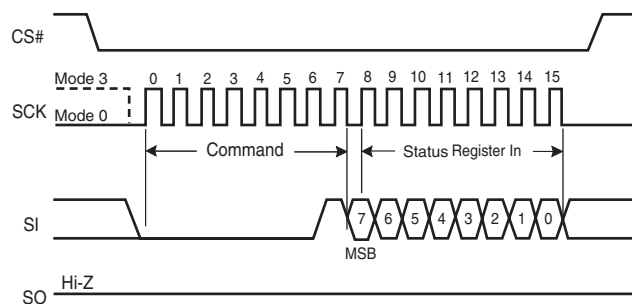 CS#
Mode 3
0 1 2 3 4 5 6 7 8 9 10 11 12 13 14 15
SCK
Mode 0
Command
Status Register In
SI
7 6 5 4 3 2 1 0
MSB
Hi-Z
SO